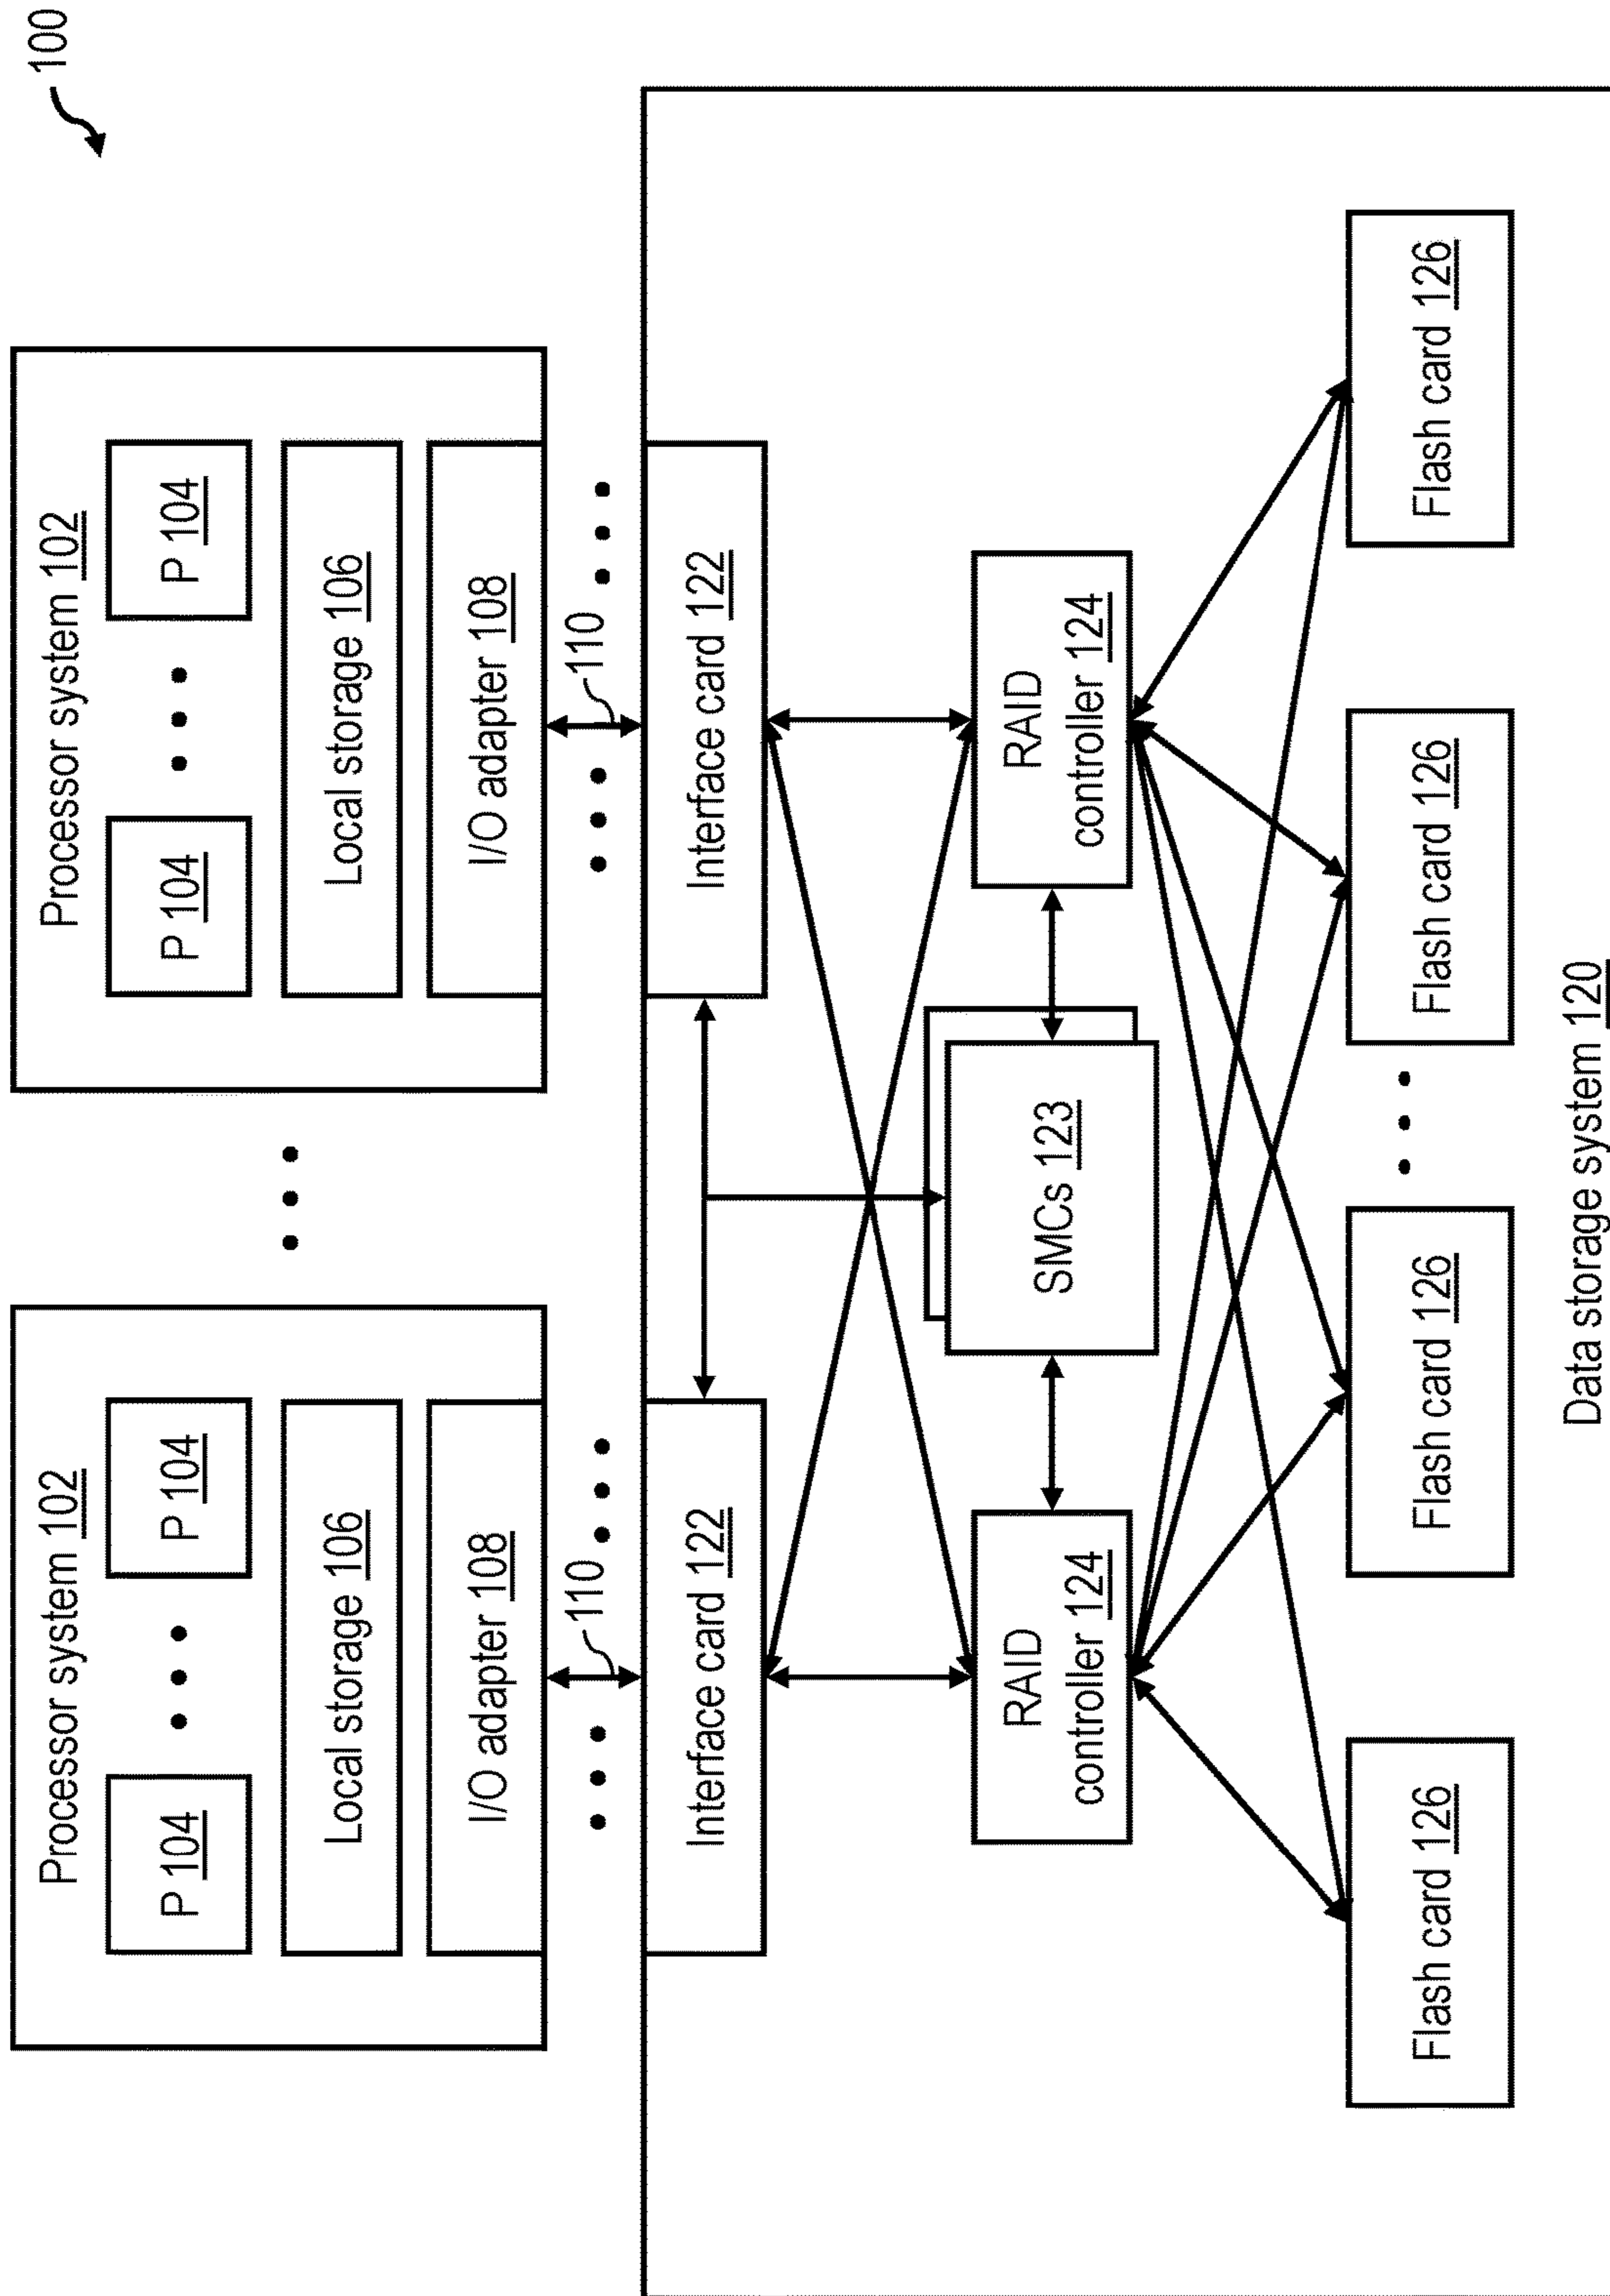 100
Processor system 102
P 104
P 104
Local storage 106
I/O adapter 108
110
Processor system 102
P 104
P 104
Local storage 106
I/O adapter 108
110
Interface card 122
Interface card 122
RAID
controller 124
SMCs 123
RAID
controller 124
Flash card 126
Flash card 126
Flash card 126
Flash card 126
Data storage system 120